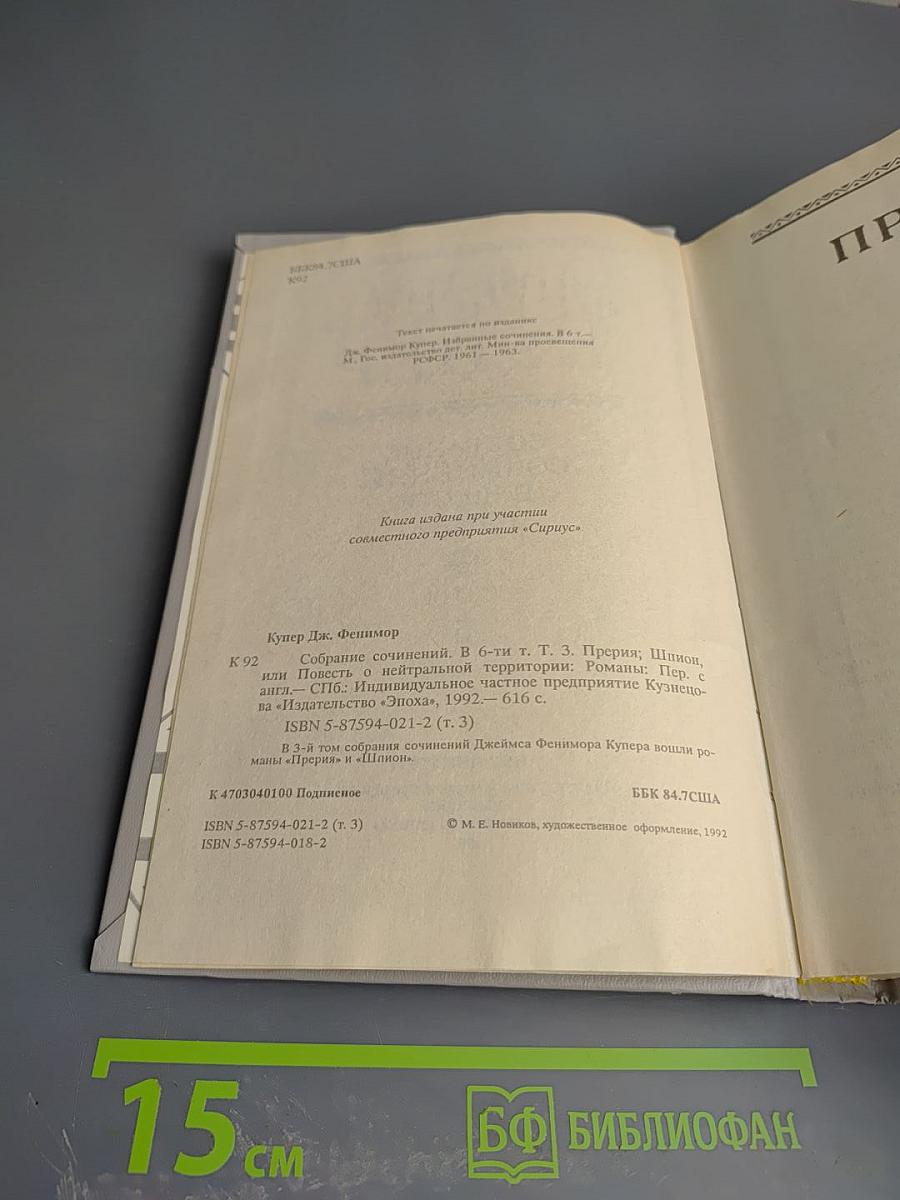 ББК84.7США
К92
ПР
Текст печатается по изданию
Дж. Фенимор Купер. Избранные сочинения. В 6 т.—
М., Гос. издательство дет. лит. Мин-ва просвещения
РСФСР, 1961 — 1963.
Книга издана при участии
совместного предприятия «Сириус»
Купер Дж. Фенимор
К 92 Собрание сочинений. В 6-ти т. Т. 3. Прерия; Шпион,
или Повесть о нейтральной территории: Романы: Пер. с
англ.— СПб.: Индивидуальное частное предприятие Кузнецо-
ва «Издательство «Эпоха», 1992.— 616 с.
ISBN 5-87594-021-2 (т. 3)
В 3-й том собрания сочинений Джеймса Фенимора Купера вошли ро-
маны «Прерия» и «Шпион».
К 4703040100 Подписное ББК 84.7США
ISBN 5-87594-021-2 (т. 3) © М. Е. Новиков, художественное оформление, 1992
ISBN 5-87594-018-2
15 см БФ БИБЛИОФАН